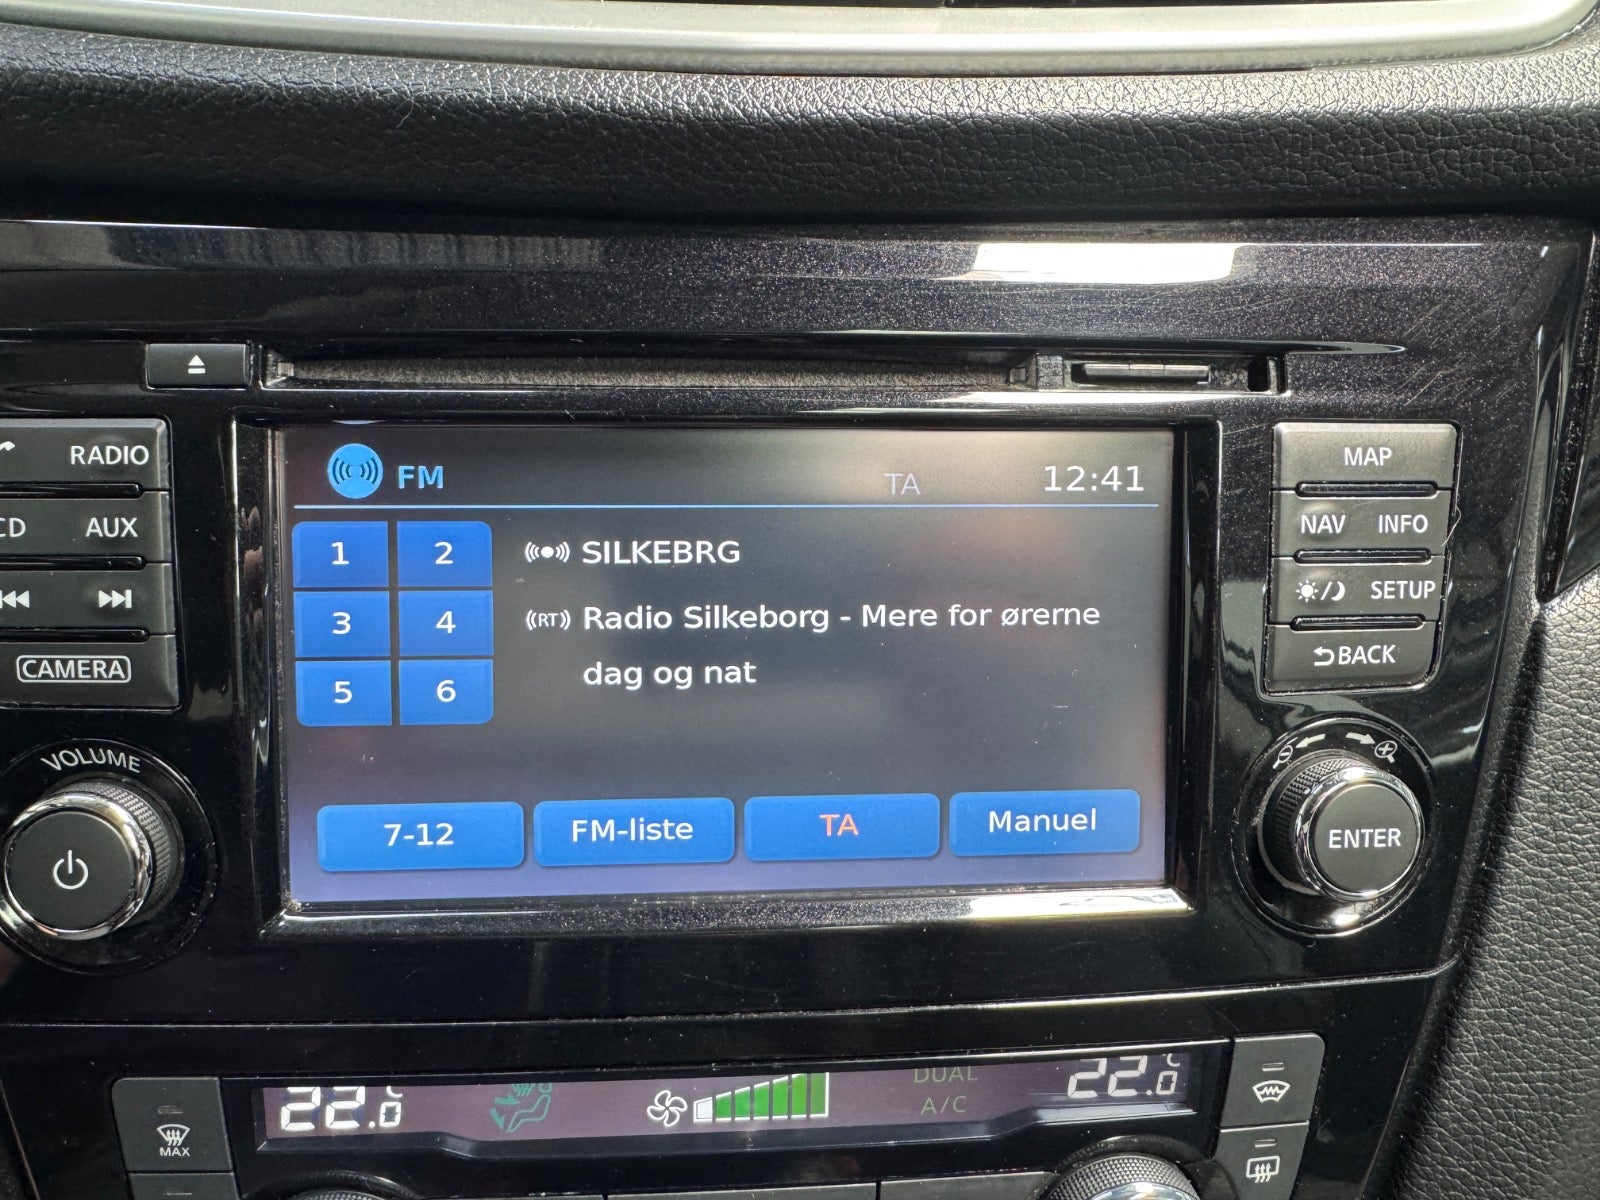 RADIO
CD AUX
CAMERA
VOLUME
FM TA 12:41
1 2
3 4
5 6
SILKEBRG
RT Radio Silkeborg - Mere for ørerne
dag og nat
7-12 FM-liste TA Manuel
MAP
NAV INFO
SETUP
BACK
ENTER
22.0°C DUAL 22.0°C
A/C
MAX